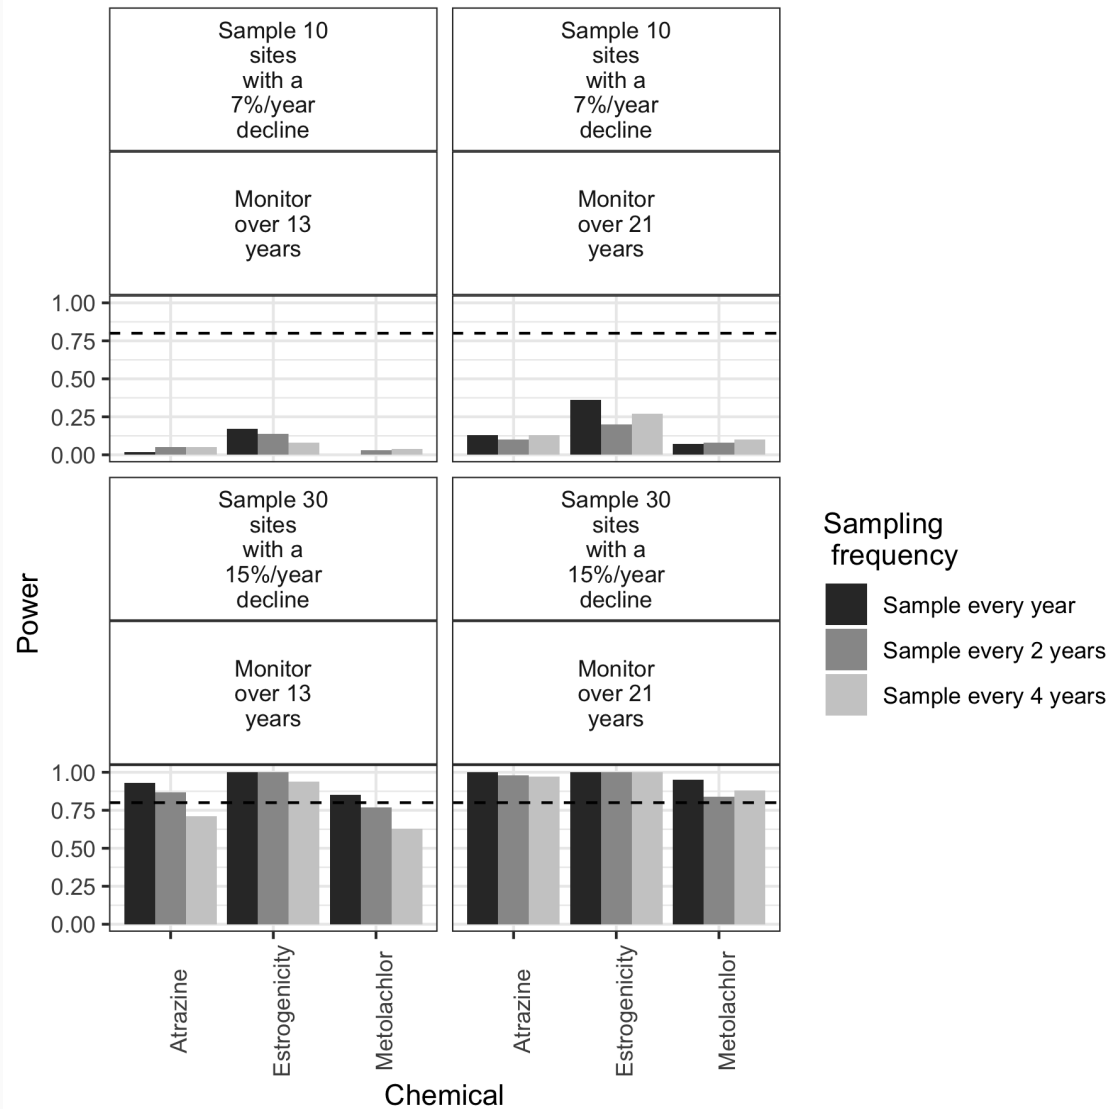 Sample 10
sites
with a
7%/year
decline
Sample 10
sites
with a
7%/year
decline
Monitor
over 13
years
Monitor
over 21
years
1.00
0.75
0.50
0.25
0.00
Sample 30
sites
with a
15%/year
decline
Sample 30
sites
with a
15%/year
decline
Monitor
over 13
years
Monitor
over 21
years
1.00
0.75
0.50
0.25
0.00
Power
Atrazine
Estrogenicity
Metolachlor
Atrazine
Estrogenicity
Metolachlor
Chemical
Sampling
frequency
Sample every year
Sample every 2 years
Sample every 4 years